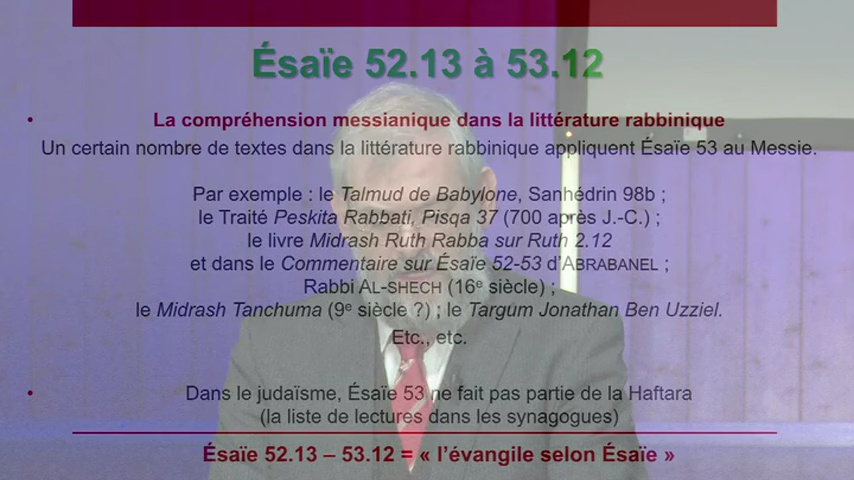 Ésaïe 52.13 à 53.12
• La compréhension messianique dans la littérature rabbinique
Un certain nombre de textes dans la littérature rabbinique appliquent Ésaïe 53 au Messie.
Par exemple : le Talmud de Babylone, Sanhédrin 98b ;
le Traité Peskita Rabbati, Pisqa 37 (700 après J.-C.) ;
le livre Midrash Ruth Rabba sur Ruth 2.12
et dans le Commentaire sur Ésaïe 52-53 d'ABRABANEL ;
Rabbi AL-SHECH (16e siècle) ;
le Midrash Tanchuma (9e siècle ?) ; le Targum Jonathan Ben Uzziel.
Etc., etc.
• Dans le judaïsme, Ésaïe 53 ne fait pas partie de la Haftara
(la liste de lectures dans les synagogues)
Ésaïe 52.13 – 53.12 = « l'évangile selon Ésaïe »